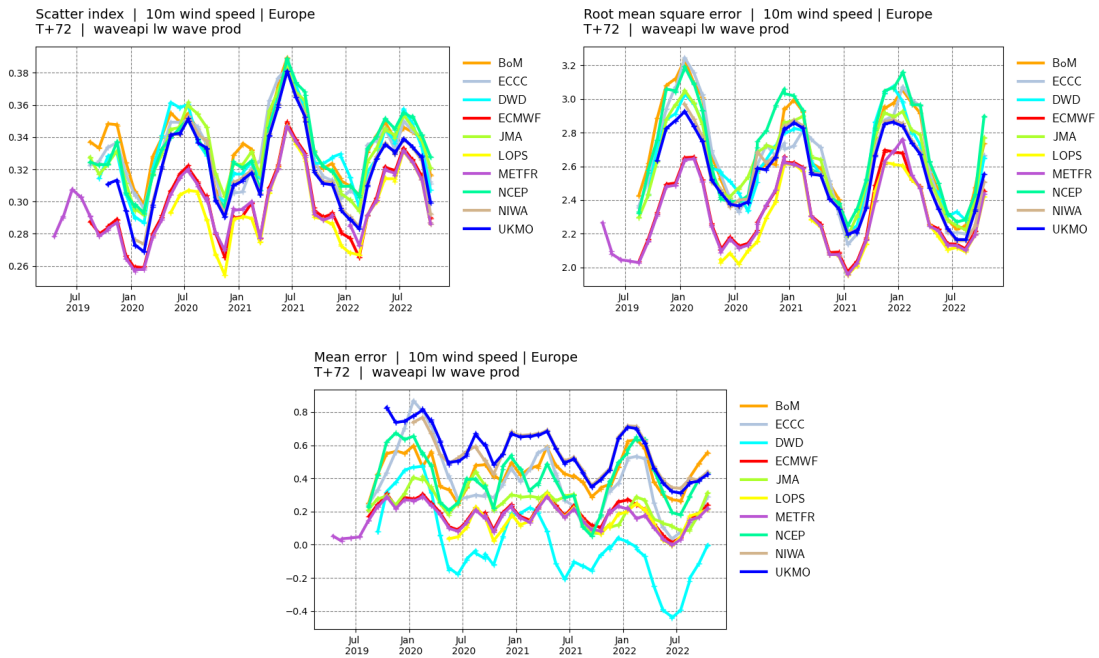 Scatter index | 10m wind speed | Europe
T+72 | waveapi lw wave prod
0.38
0.36
0.34
0.32
0.30
0.28
0.26
Jul 2019
Jan 2020
Jul 2020
Jan 2021
Jul 2021
Jan 2022
Jul 2022
BoM
ECCC
DWD
ECMWF
JMA
LOPS
METFR
NCEP
NIWA
UKMO
Root mean square error | 10m wind speed | Europe
T+72 | waveapi lw wave prod
3.2
3.0
2.8
2.6
2.4
2.2
2.0
Jul 2019
Jan 2020
Jul 2020
Jan 2021
Jul 2021
Jan 2022
Jul 2022
BoM
ECCC
DWD
ECMWF
JMA
LOPS
METFR
NCEP
NIWA
UKMO
Mean error | 10m wind speed | Europe
T+72 | waveapi lw wave prod
0.8
0.6
0.4
0.2
0.0
−0.2
−0.4
Jul 2019
Jan 2020
Jul 2020
Jan 2021
Jul 2021
Jan 2022
Jul 2022
BoM
ECCC
DWD
ECMWF
JMA
LOPS
METFR
NCEP
NIWA
UKMO